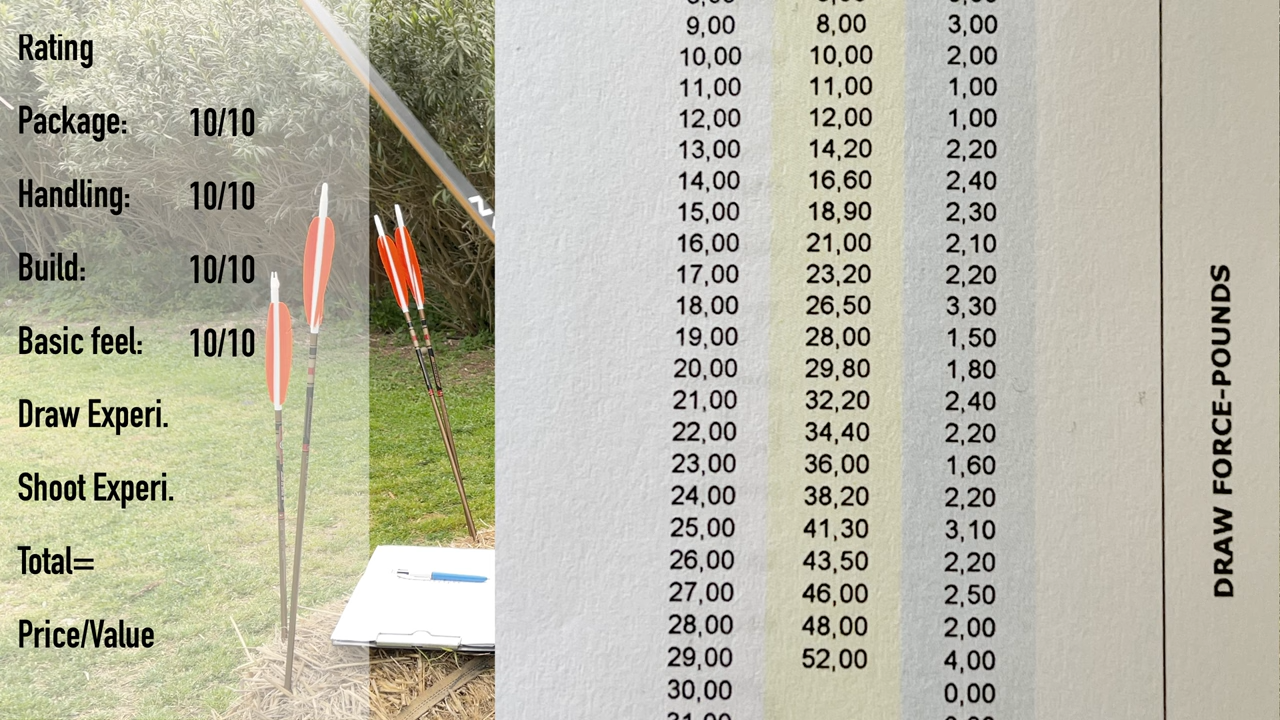 Rating
Package: 10/10
Handling: 10/10
Build: 10/10
Basic feel: 10/10
Draw Experi.
Shoot Experi.
Total=
Price/Value
9,00 8,00 3,00
10,00 10,00 2,00
11,00 11,00 1,00
12,00 12,00 1,00
13,00 14,20 2,20
14,00 16,60 2,40
15,00 18,90 2,30
16,00 21,00 2,10
17,00 23,20 2,20
18,00 26,50 3,30
19,00 28,00 1,50
20,00 29,80 1,80
21,00 32,20 2,40
22,00 34,40 2,20
23,00 36,00 1,60
24,00 38,20 2,20
25,00 41,30 3,10
26,00 43,50 2,20
27,00 46,00 2,50
28,00 48,00 2,00
29,00 52,00 4,00
30,00 0,00
DRAW FORCE-POUNDS